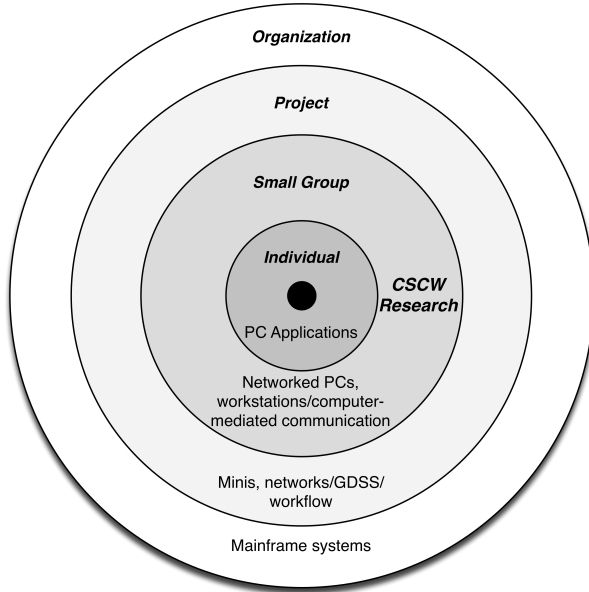 Organization
Project
Small Group
Individual
CSCW
Research
PC Applications
Networked PCs,
workstations/computer-
mediated communication
Minis, networks/GDSS/
workflow
Mainframe systems